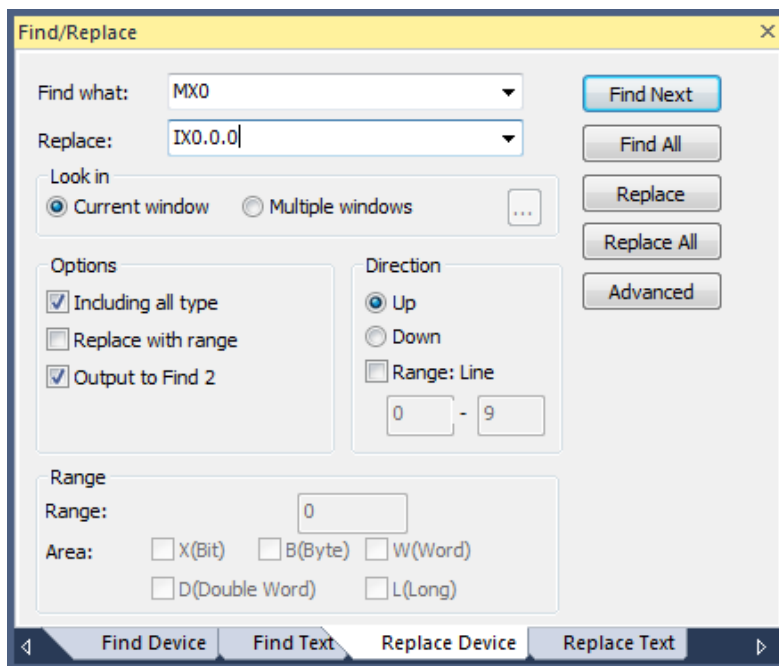 Find/Replace
Find what: MX0
Find Next
Replace: IX0.0.0
Find All
Look in
Current window Multiple windows ...
Replace
Replace All
Options
Direction
Advanced
Including all type
Up
Replace with range
Down
Output to Find 2
Range: Line
0 - 9
Range
Range: 0
Area: X(Bit) B(Byte) W(Word)
D(Double Word) L(Long)
Find Device Find Text Replace Device Replace Text